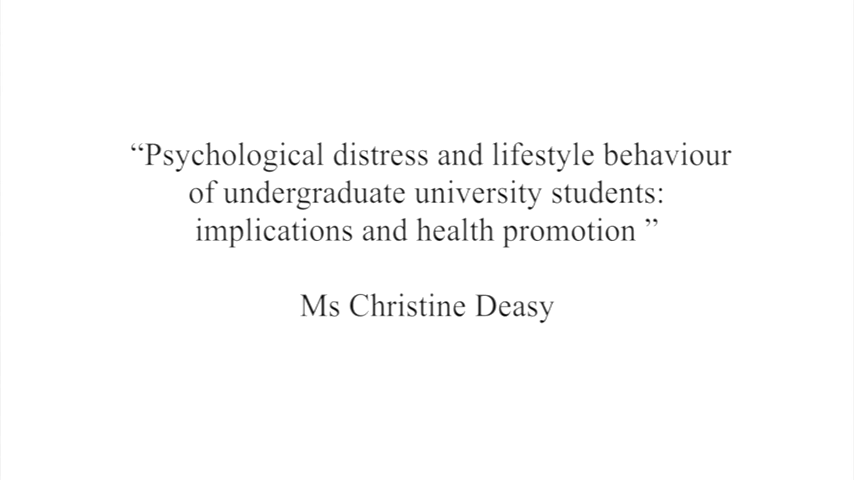 “Psychological distress and lifestyle behaviour
of undergraduate university students:
implications and health promotion ”
Ms Christine Deasy